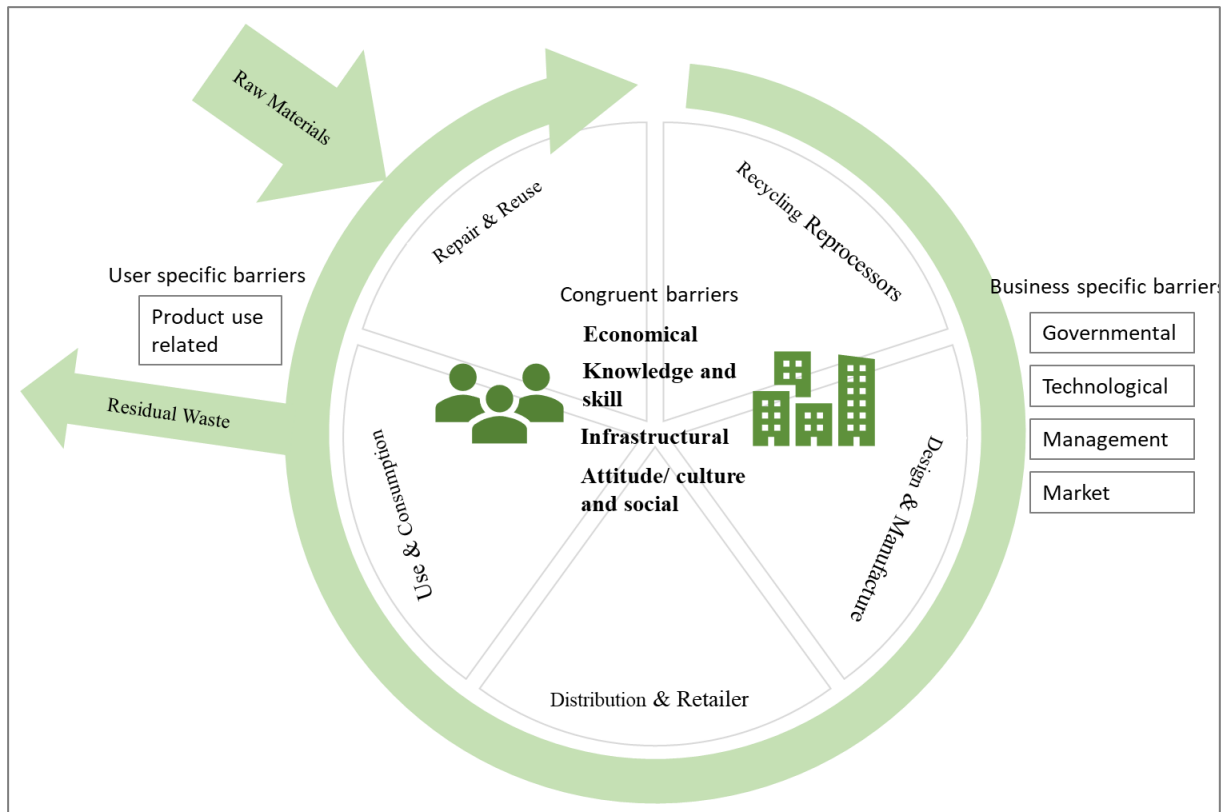 Raw Materials
Repair & Reuse
Recycling Reprocessors
User specific barriers
Product use
related
Congruent barriers
Economical
Knowledge and
skill
Infrastructural
Attitude/ culture
and social
Business specific barriers
Governmental
Technological
Management
Market
Residual Waste
Use & Consumption
Design & Manufacture
Distribution & Retailer